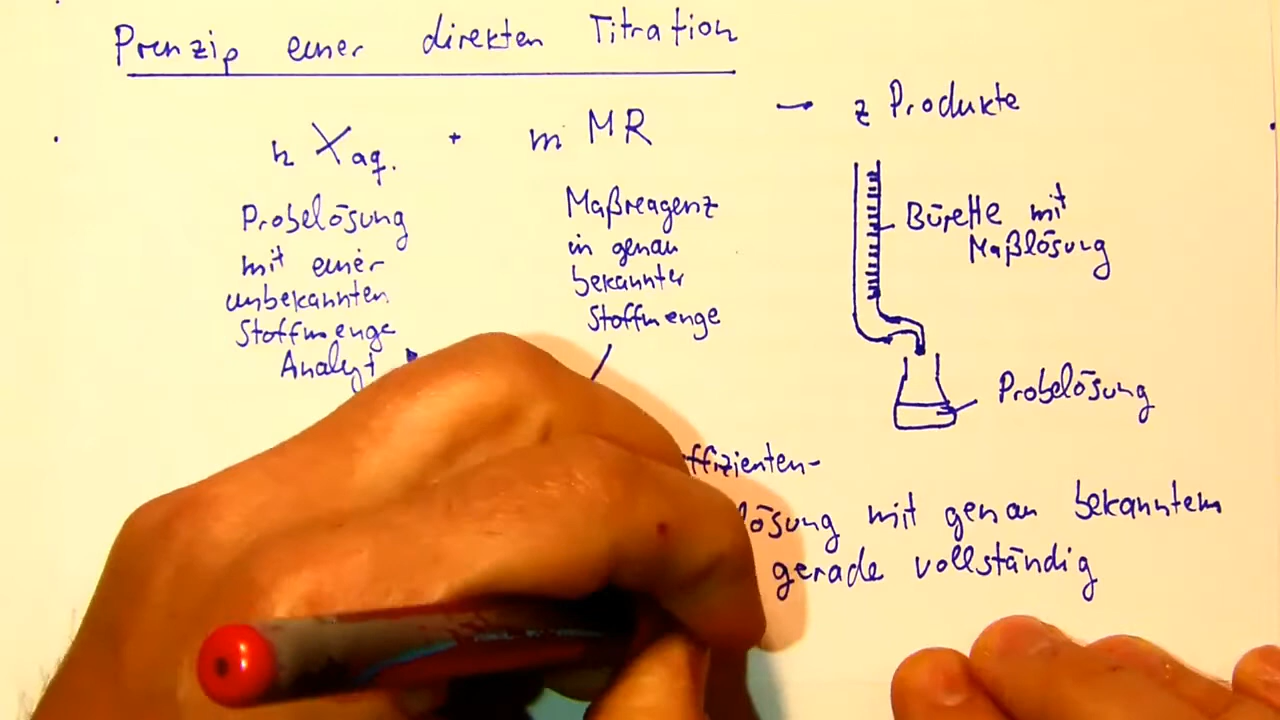 Prinzip einer direkten Titration
n Xaq. + m MR → z Produkte
Probelösung
mit einer
unbekannten
Stoffmenge
Analyt
Maßreagenz
in genau
bekannter
Stoffmenge
Bürette mit
Maßlösung
Probelösung
ffizienten-
lösung mit genau bekanntem
gerade vollständig